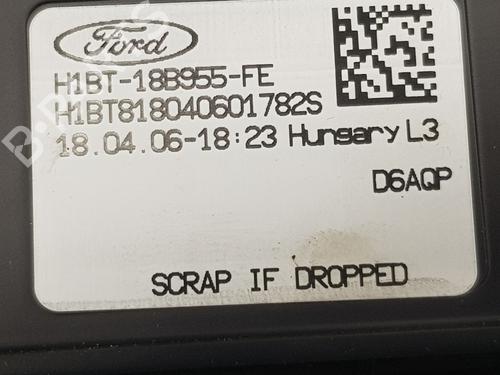 Ford
H1BT-18B955-FE
H1BT818040601782S
18.04.06-18:23 Hungary L3
D6AQP
SCRAP IF DROPPED